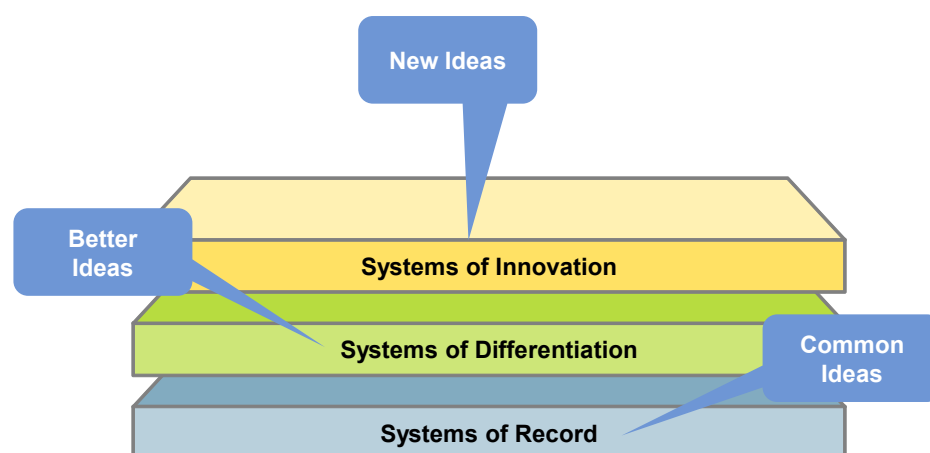 New Ideas
Better
Ideas
Systems of Innovation
Systems of Differentiation
Common
Ideas
Systems of Record